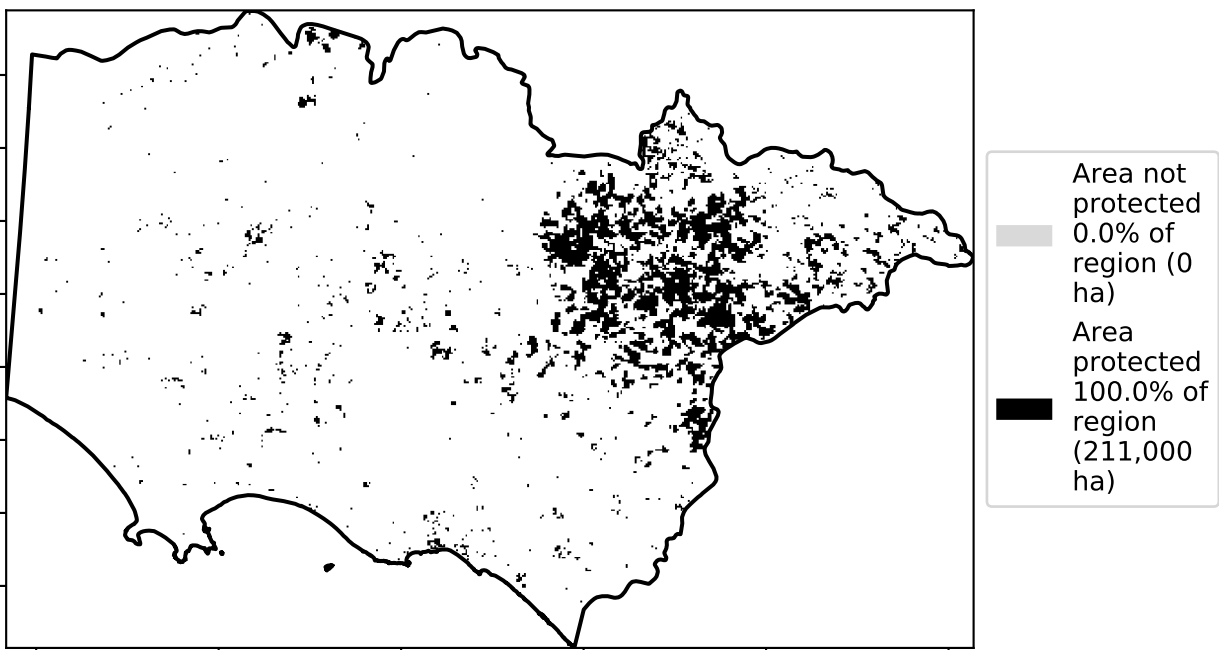 Area not
protected
0.0% of
region (0
ha)
Area
protected
100.0% of
region
(211,000
ha)